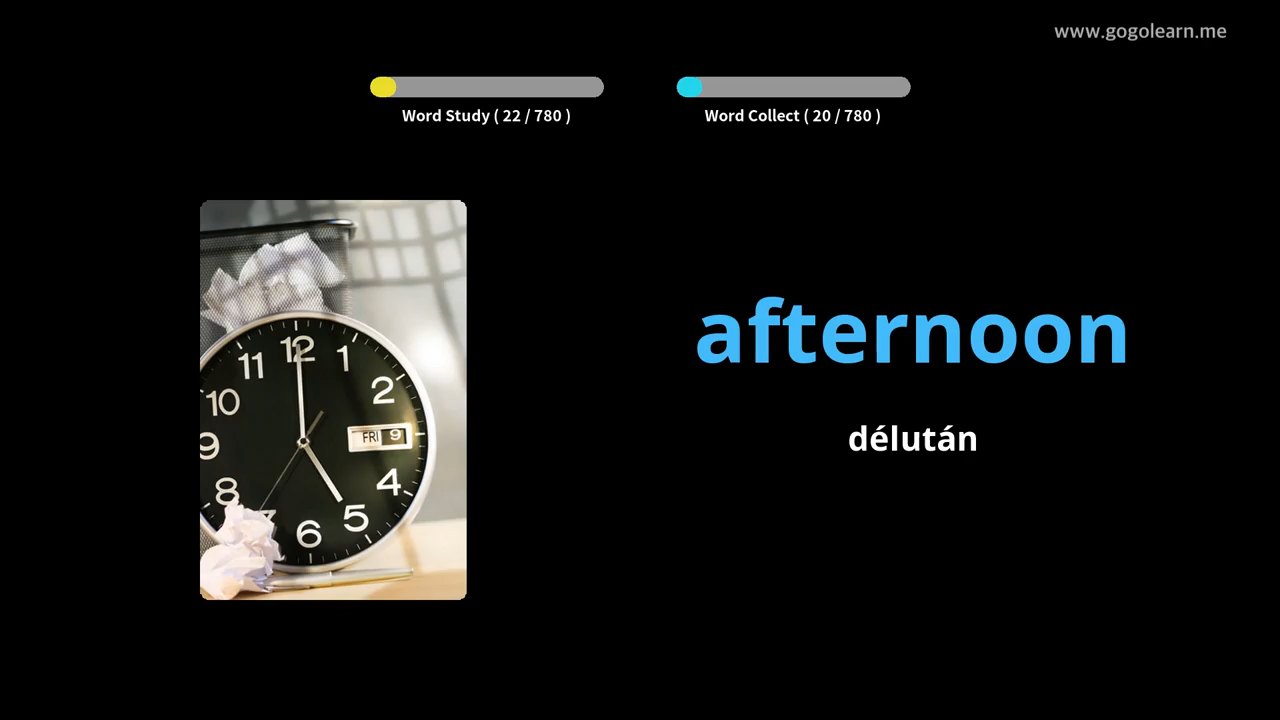 www.gogolearn.me
Word Study ( 22 / 780 )
Word Collect ( 20 / 780 )
12
11
1
10
2
9
FRI 9
8
4
7
5
6
afternoon
délután